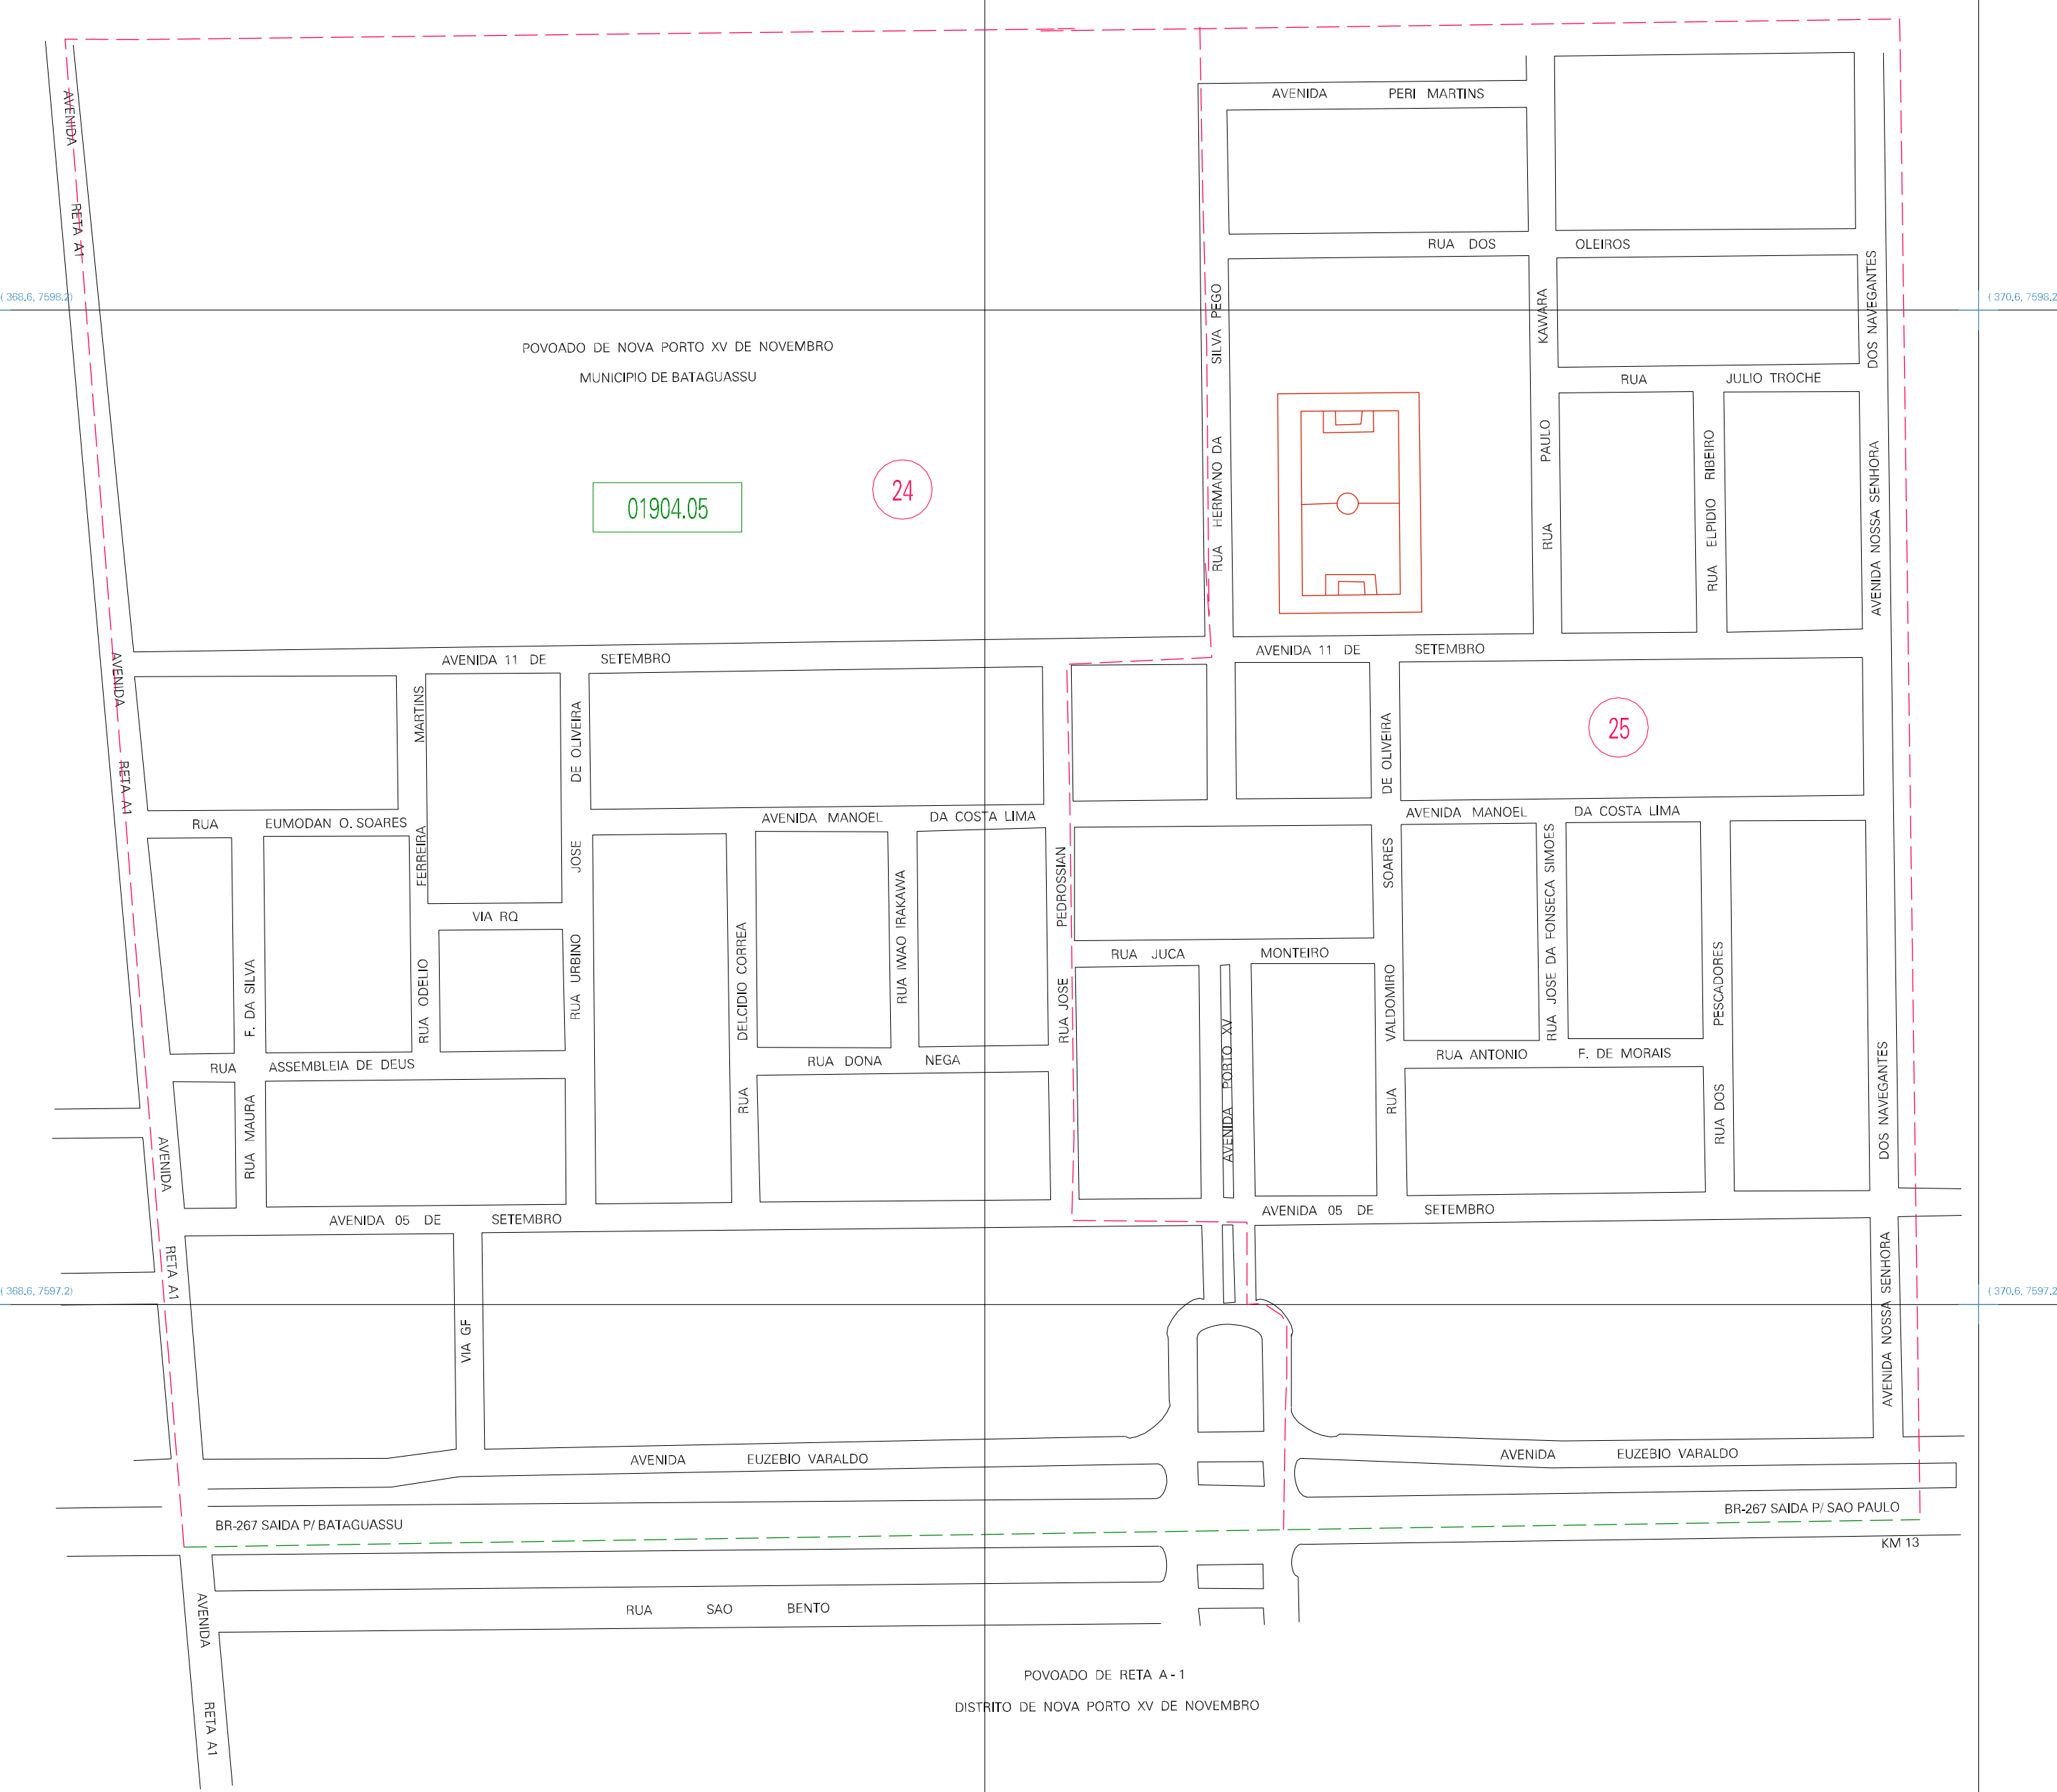 AVENIDA PERI MARTINS
AVENIDA RETA A1
RUA DOS OLEIROS
( 368.6, 7598.2)
( 370.6, 7598.2
POVOADO DE NOVA PORTO XV DE NOVEMBRO
MUNICIPIO DE BATAGUASSU
01904.05
24
RUA HERMANO DA SILVA PEGO
RUA PAULO KAWARA
RUA JULIO TROCHE
RUA ELPIDIO RIBEIRO
AVENIDA NOSSA SENHORA DOS NAVEGANTES
AVENIDA 11 DE SETEMBRO
AVENIDA 11 DE SETEMBRO
AVENIDA RETA A1
25
RUA EUMODAN O. SOARES
RUA ODELIO FERREIRA MARTINS
RUA URBINO JOSE DE OLIVEIRA
AVENIDA MANOEL DA COSTA LIMA
AVENIDA MANOEL DA COSTA LIMA
VIA RQ
RUA MAURA F. DA SILVA
RUA DELCIDIO CORREA
RUA IWAO IRAKAWA
RUA JOSE PEDROSSIAN
RUA JUCA MONTEIRO
AVENIDA PORTO XV
RUA VALDOMIRO SOARES DE OLIVEIRA
RUA JOSE DA FONSECA SIMOES
RUA DOS PESCADORES
RUA ASSEMBLEIA DE DEUS
RUA DONA NEGA
RUA ANTONIO F. DE MORAIS
AVENIDA RETA A1
AVENIDA 05 DE SETEMBRO
AVENIDA 05 DE SETEMBRO
AVENIDA NOSSA SENHORA DOS NAVEGANTES
( 368.6, 7597.2)
( 370.6, 7597.2
VIA GF
AVENIDA EUZEBIO VARALDO
AVENIDA EUZEBIO VARALDO
BR-267 SAIDA P/ BATAGUASSU
BR-267 SAIDA P/ SAO PAULO
KM 13
RUA SAO BENTO
AVENIDA RETA A1
POVOADO DE RETA A-1
DISTRITO DE NOVA PORTO XV DE NOVEMBRO